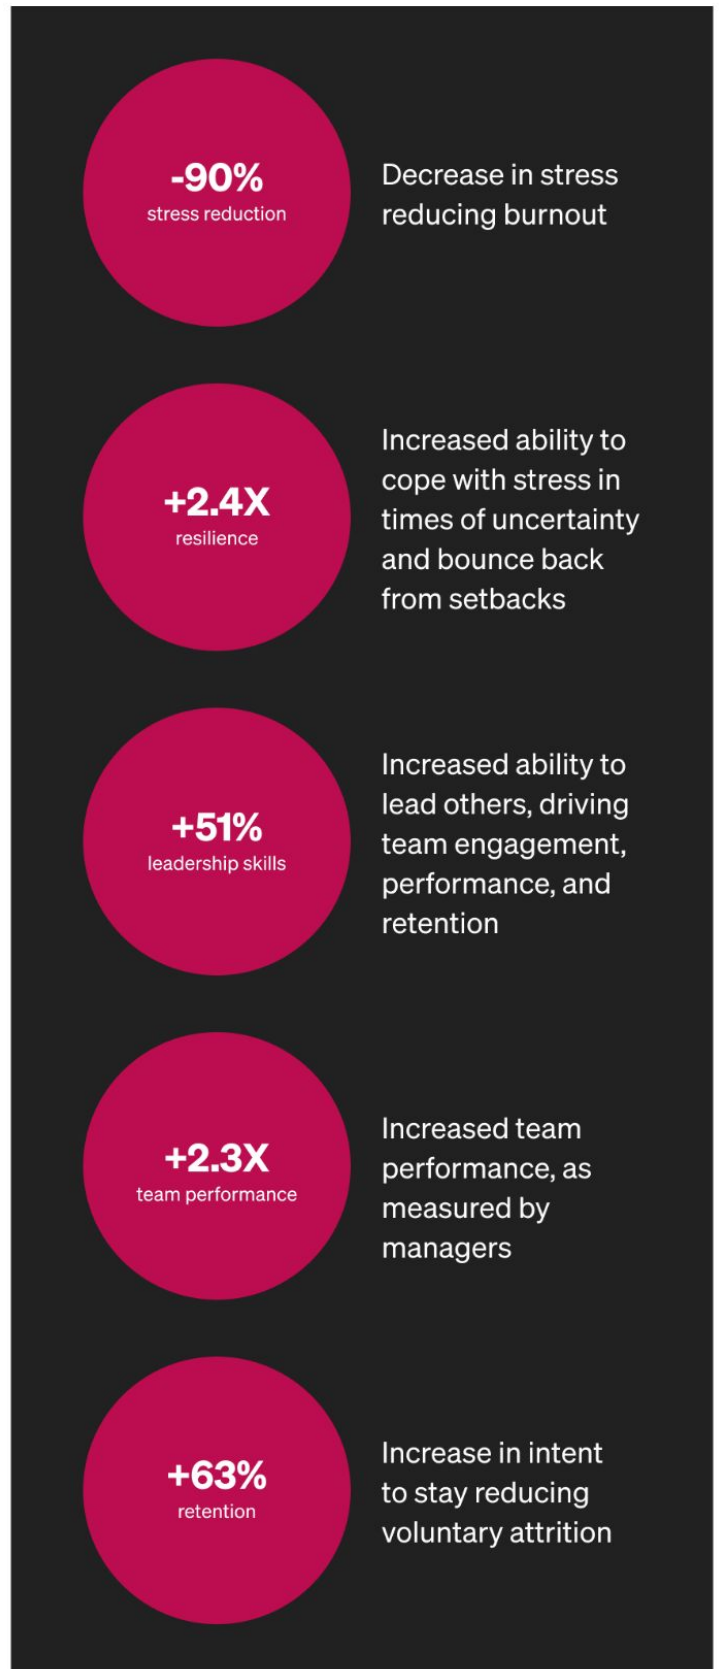 -90%
stress reduction
Decrease in stress
reducing burnout
+2.4X
resilience
Increased ability to
cope with stress in
times of uncertainty
and bounce back
from setbacks
+51%
leadership skills
Increased ability to
lead others, driving
team engagement,
performance, and
retention
+2.3X
team performance
Increased team
performance, as
measured by
managers
+63%
retention
Increase in intent
to stay reducing
voluntary attrition